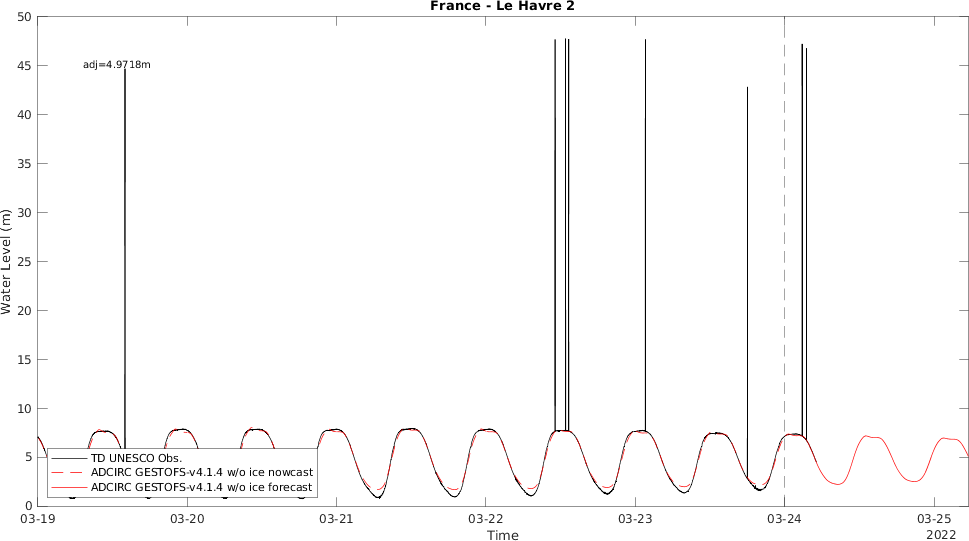 France - Le Havre 2
50
45
40
35
30
25
20
15
10
5
0
Water Level (m)
adj=4.9718m
TD UNESCO Obs.
ADCIRC GESTOFS-v4.1.4 w/o ice nowcast
ADCIRC GESTOFS-v4.1.4 w/o ice forecast
03-19 03-20 03-21 03-22 03-23 03-24 03-25
Time
2022